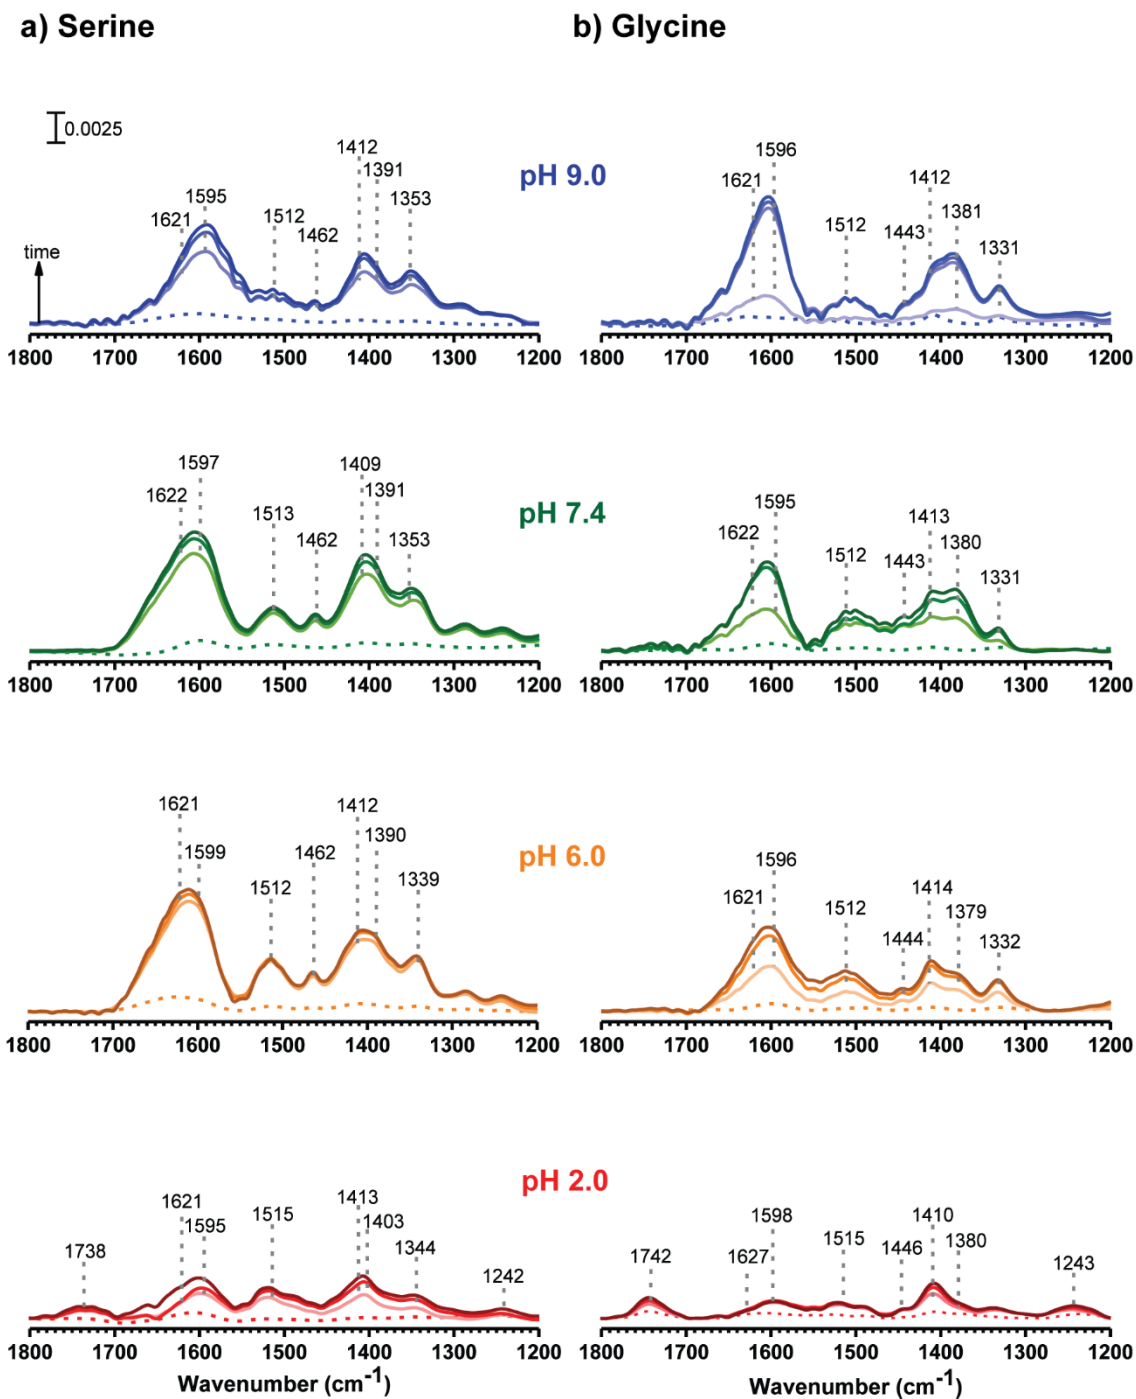 a) Serine b) Glycine
0.0025
pH 9.0
time
1621 1595 1512 1462 1412 1391 1353
1621 1596 1512 1443 1412 1381 1331
1800 1700 1600 1500 1400 1300 1200
1800 1700 1600 1500 1400 1300 1200
pH 7.4
1622 1597 1513 1462 1409 1391 1353
1622 1595 1512 1443 1413 1380 1331
1800 1700 1600 1500 1400 1300 1200
1800 1700 1600 1500 1400 1300 1200
pH 6.0
1621 1599 1512 1462 1412 1390 1339
1621 1596 1512 1444 1414 1379 1332
1800 1700 1600 1500 1400 1300 1200
1800 1700 1600 1500 1400 1300 1200
pH 2.0
1738 1621 1595 1515 1413 1403 1344 1242
1742 1627 1598 1515 1446 1410 1380 1243
1800 1700 1600 1500 1400 1300 1200
1800 1700 1600 1500 1400 1300 1200
Wavenumber (cm⁻¹) Wavenumber (cm⁻¹)